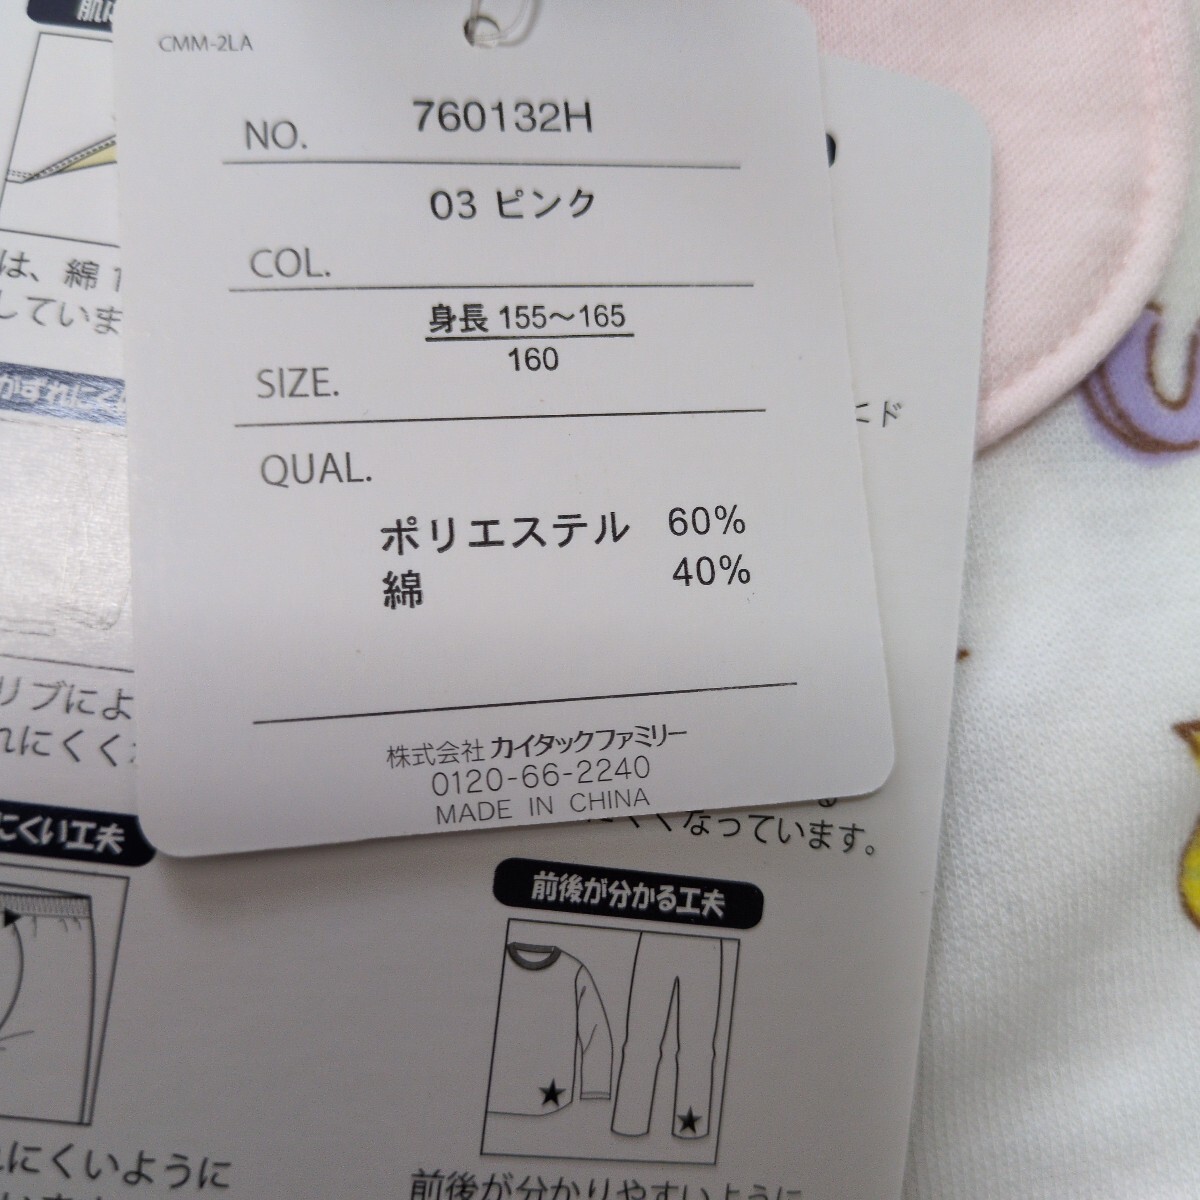 CMM-2LA
NO. 760132H
COL. 03 ピンク
SIZE. 身長 155～165
160
QUAL.
ポリエステル 60%
綿 40%
株式会社 カイタックファミリー
0120-66-2240
MADE IN CHINA
は、綿
していま
リブによ
れにくく
にくい工夫
れにくいように
くなっています。
前後が分かる工夫
前後が分かりやすいように